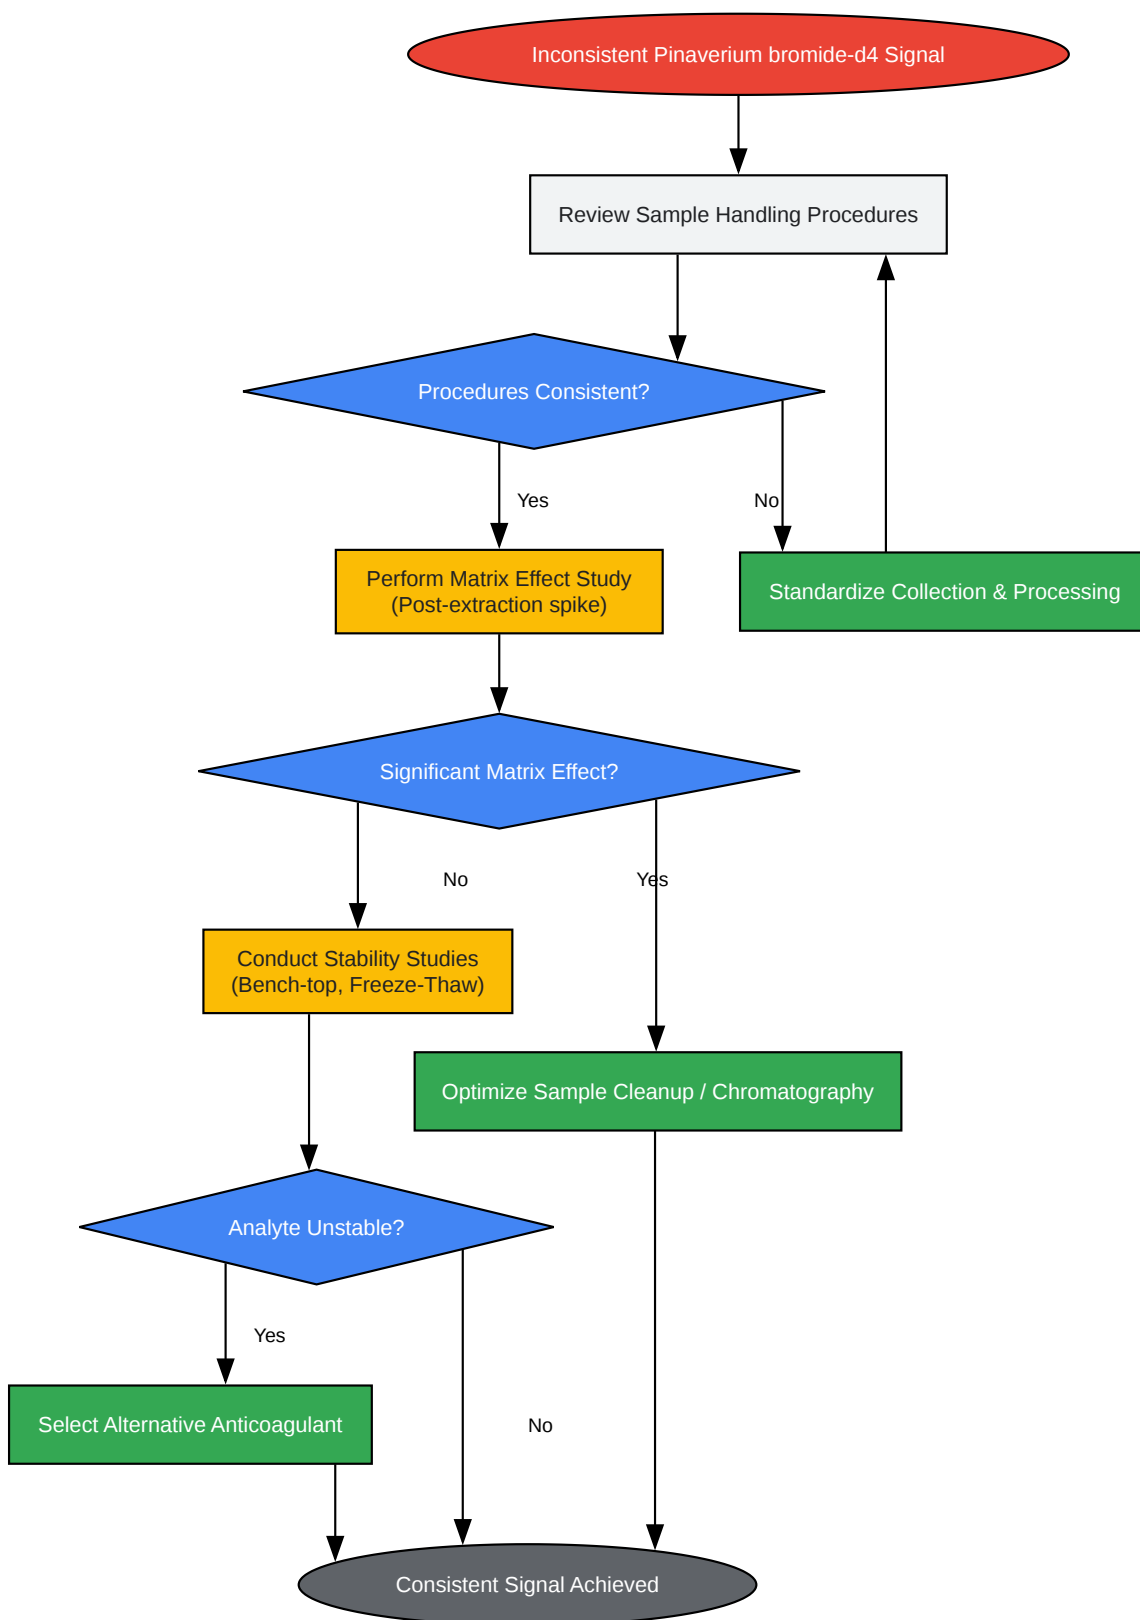 Inconsistent Pinaverium bromide-d4 Signal
Review Sample Handling Procedures
Procedures Consistent?
Yes
No
Perform Matrix Effect Study
(Post-extraction spike)
Standardize Collection & Processing
Significant Matrix Effect?
No
Yes
Conduct Stability Studies
(Bench-top, Freeze-Thaw)
Optimize Sample Cleanup / Chromatography
Analyte Unstable?
Yes
Select Alternative Anticoagulant
No
Consistent Signal Achieved